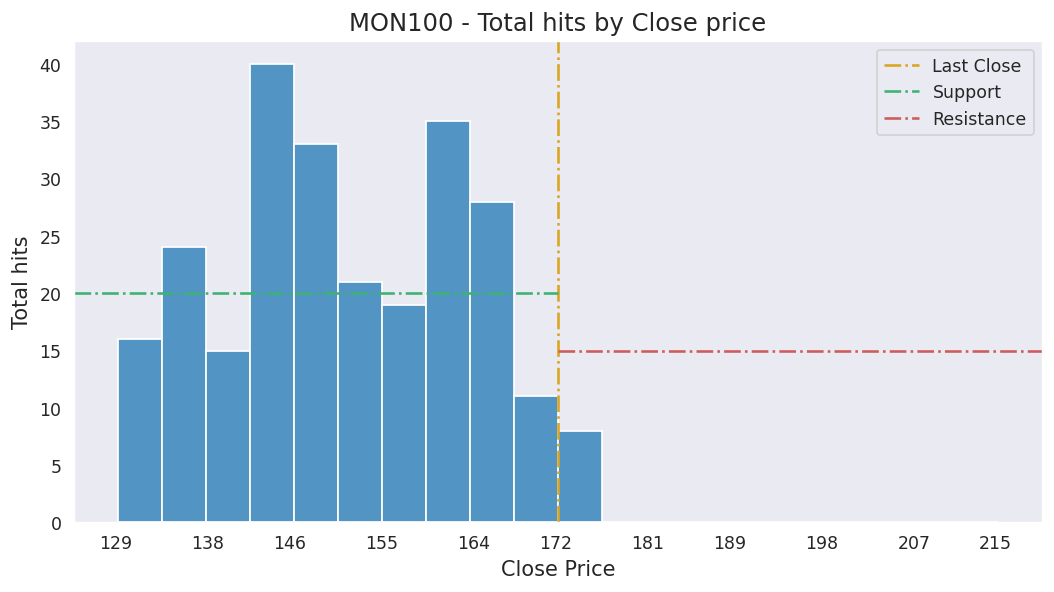 MON100 - Total hits by Close price
Last Close
Support
Resistance
Total hits
40
35
30
25
20
15
10
5
0
129 138 146 155 164 172 181 189 198 207 215
Close Price